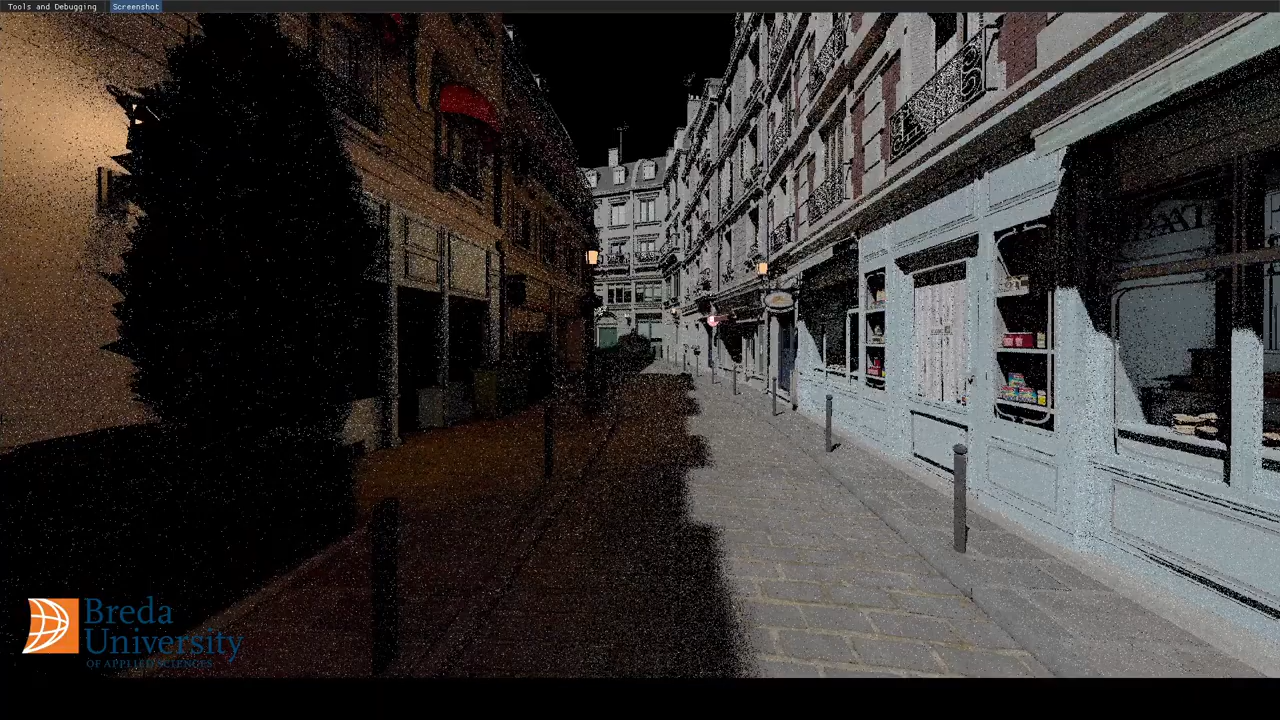 Tools and Debugging Screenshot
Breda
University
OF APPLIED SCIENCES